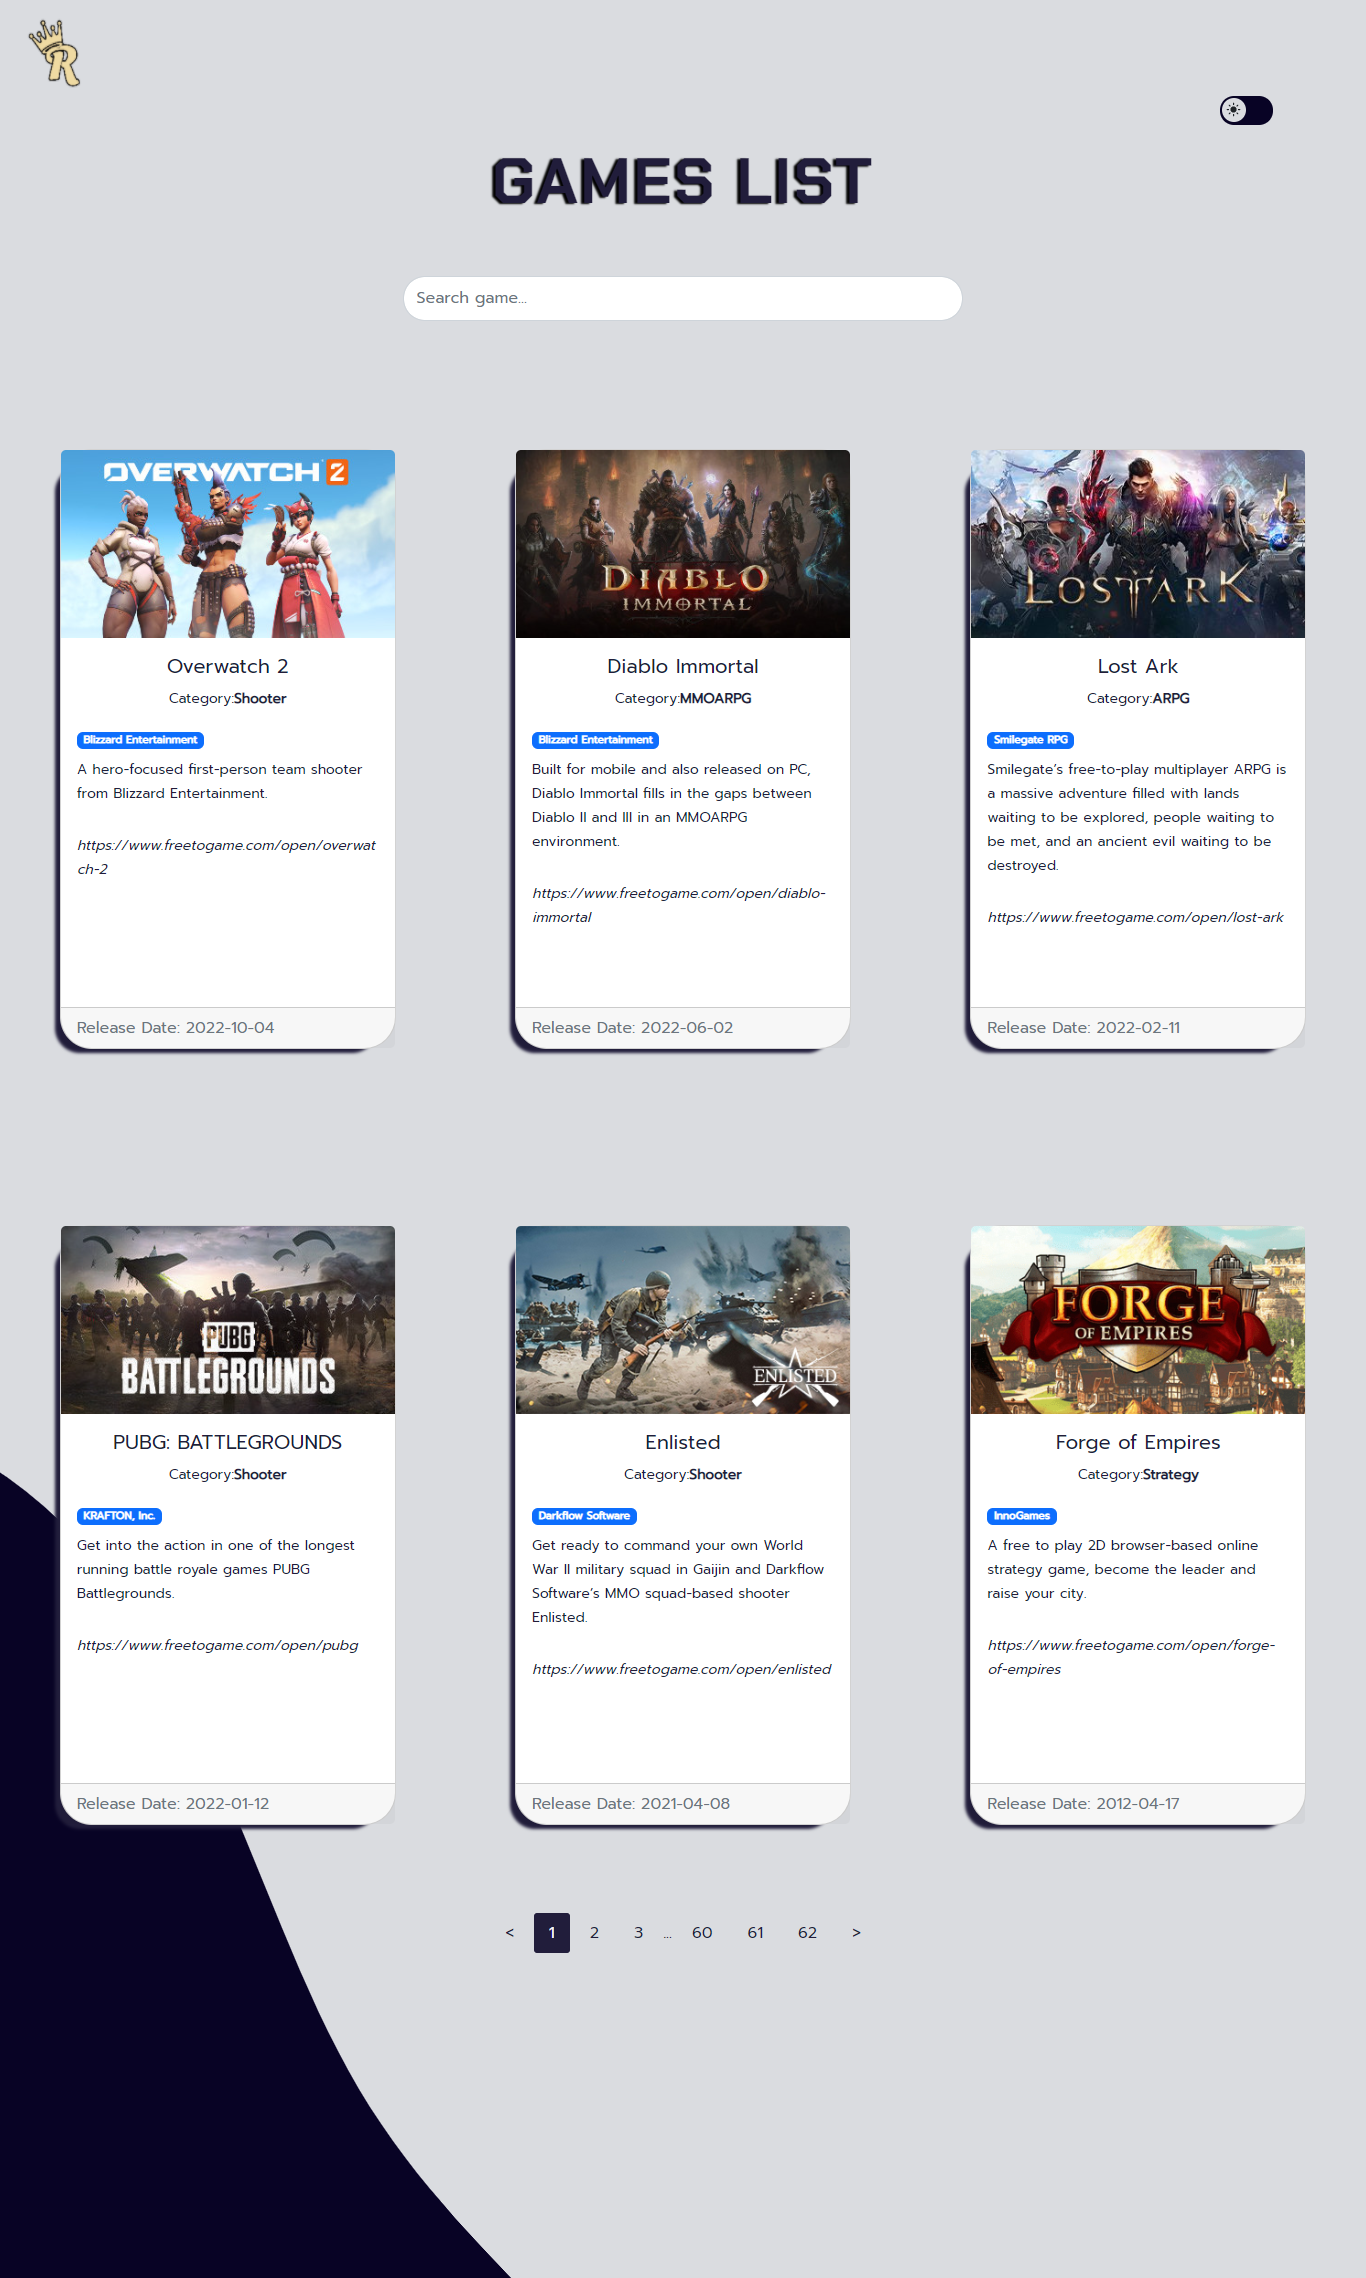 R
GAMES LIST
Search game...
OVERWATCH 2
Overwatch 2
Category:Shooter
Blizzard Entertainment
A hero-focused first-person team shooter
from Blizzard Entertainment.
https://www.freetogame.com/open/overwat
ch-2
Release Date: 2022-10-04
DIABLO
IMMORTAL
Diablo Immortal
Category:MMOARPG
Blizzard Entertainment
Built for mobile and also released on PC,
Diablo Immortal fills in the gaps between
Diablo II and III in an MMOARPG
environment.
https://www.freetogame.com/open/diablo-
immortal
Release Date: 2022-06-02
LOST ARK
Lost Ark
Category:ARPG
Smilegate RPG
Smilegate’s free-to-play multiplayer ARPG is
a massive adventure filled with lands
waiting to be explored, people waiting to
be met, and an ancient evil waiting to be
destroyed.
https://www.freetogame.com/open/lost-ark
Release Date: 2022-02-11
PUBG
BATTLEGROUNDS
PUBG: BATTLEGROUNDS
Category:Shooter
KRAFTON, Inc.
Get into the action in one of the longest
running battle royale games PUBG
Battlegrounds.
https://www.freetogame.com/open/pubg
Release Date: 2022-01-12
ENLISTED
Enlisted
Category:Shooter
Darkflow Software
Get ready to command your own World
War II military squad in Gaijin and Darkflow
Software’s MMO squad-based shooter
Enlisted.
https://www.freetogame.com/open/enlisted
Release Date: 2021-04-08
FORGE
OF EMPIRES
Forge of Empires
Category:Strategy
InnoGames
A free to play 2D browser-based online
strategy game, become the leader and
raise your city.
https://www.freetogame.com/open/forge-
of-empires
Release Date: 2012-04-17
< 1 2 3 ... 60 61 62 >